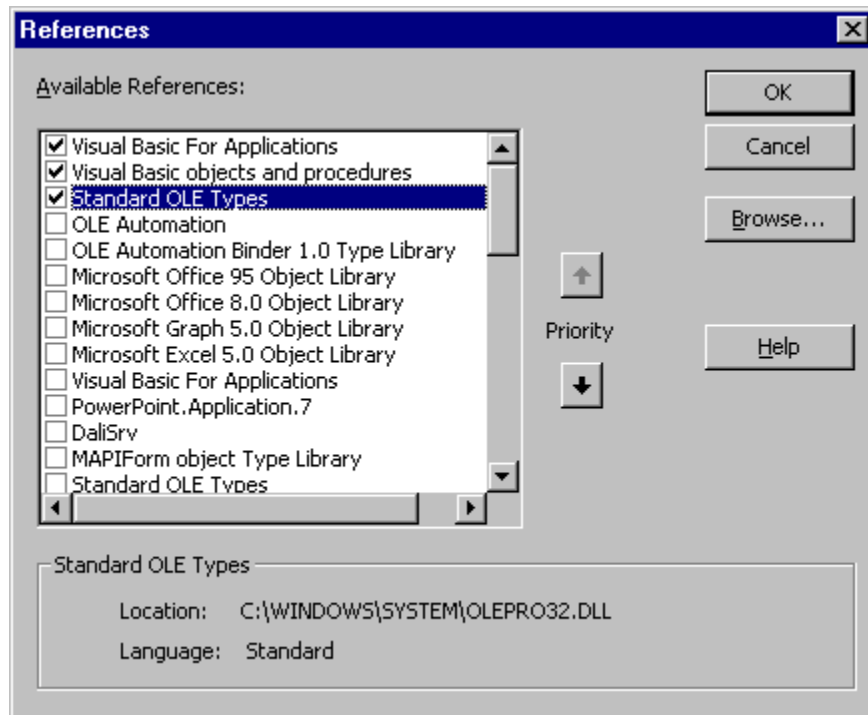 References
Available References:
OK
Cancel
Browse...
Help
Visual Basic For Applications
Visual Basic objects and procedures
Standard OLE Types
OLE Automation
OLE Automation Binder 1.0 Type Library
Microsoft Office 95 Object Library
Microsoft Office 8.0 Object Library
Microsoft Graph 5.0 Object Library
Microsoft Excel 5.0 Object Library
Visual Basic For Applications
PowerPoint.Application.7
DaliSrv
MAPIForm object Type Library
Standard OLE Types
Priority
Standard OLE Types
Location: C:\WINDOWS\SYSTEM\OLEPRO32.DLL
Language: Standard